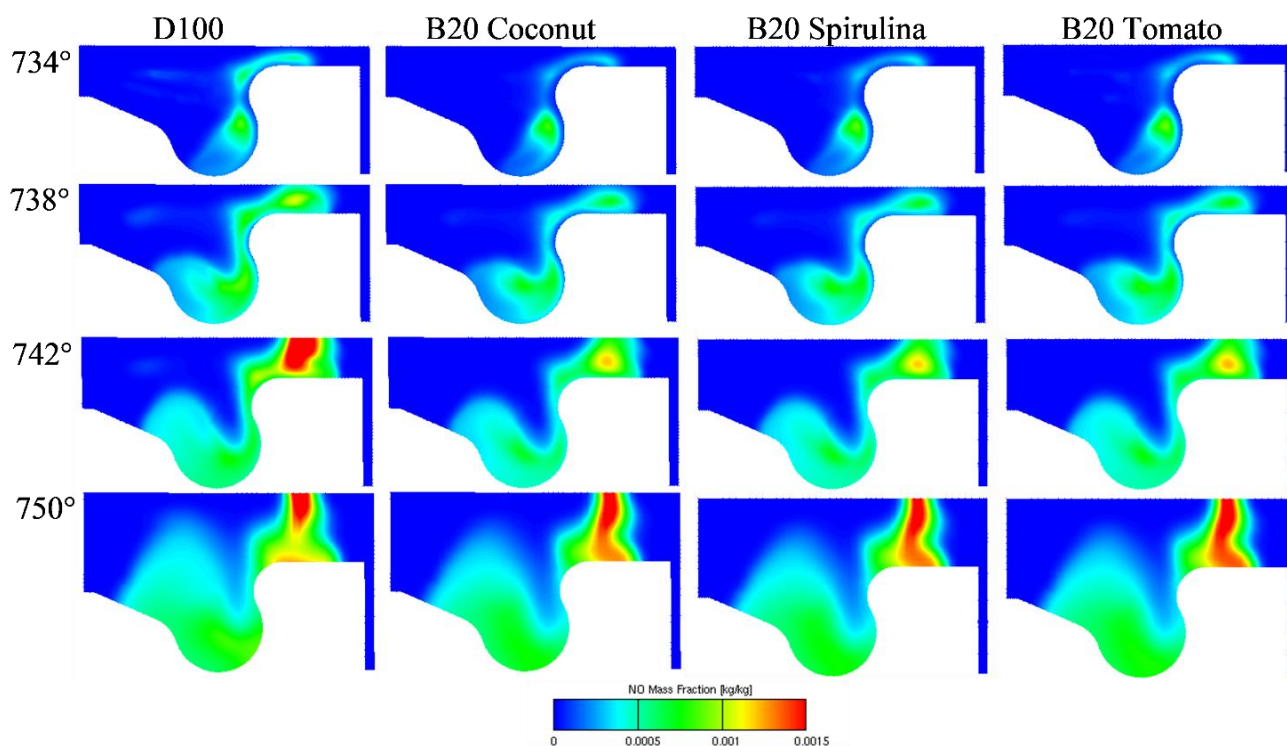 D100 B20 Coconut B20 Spirulina B20 Tomato
734°
738°
742°
750°
NO Mass Fraction [kg/kg]
0 0.0005 0.001 0.0015